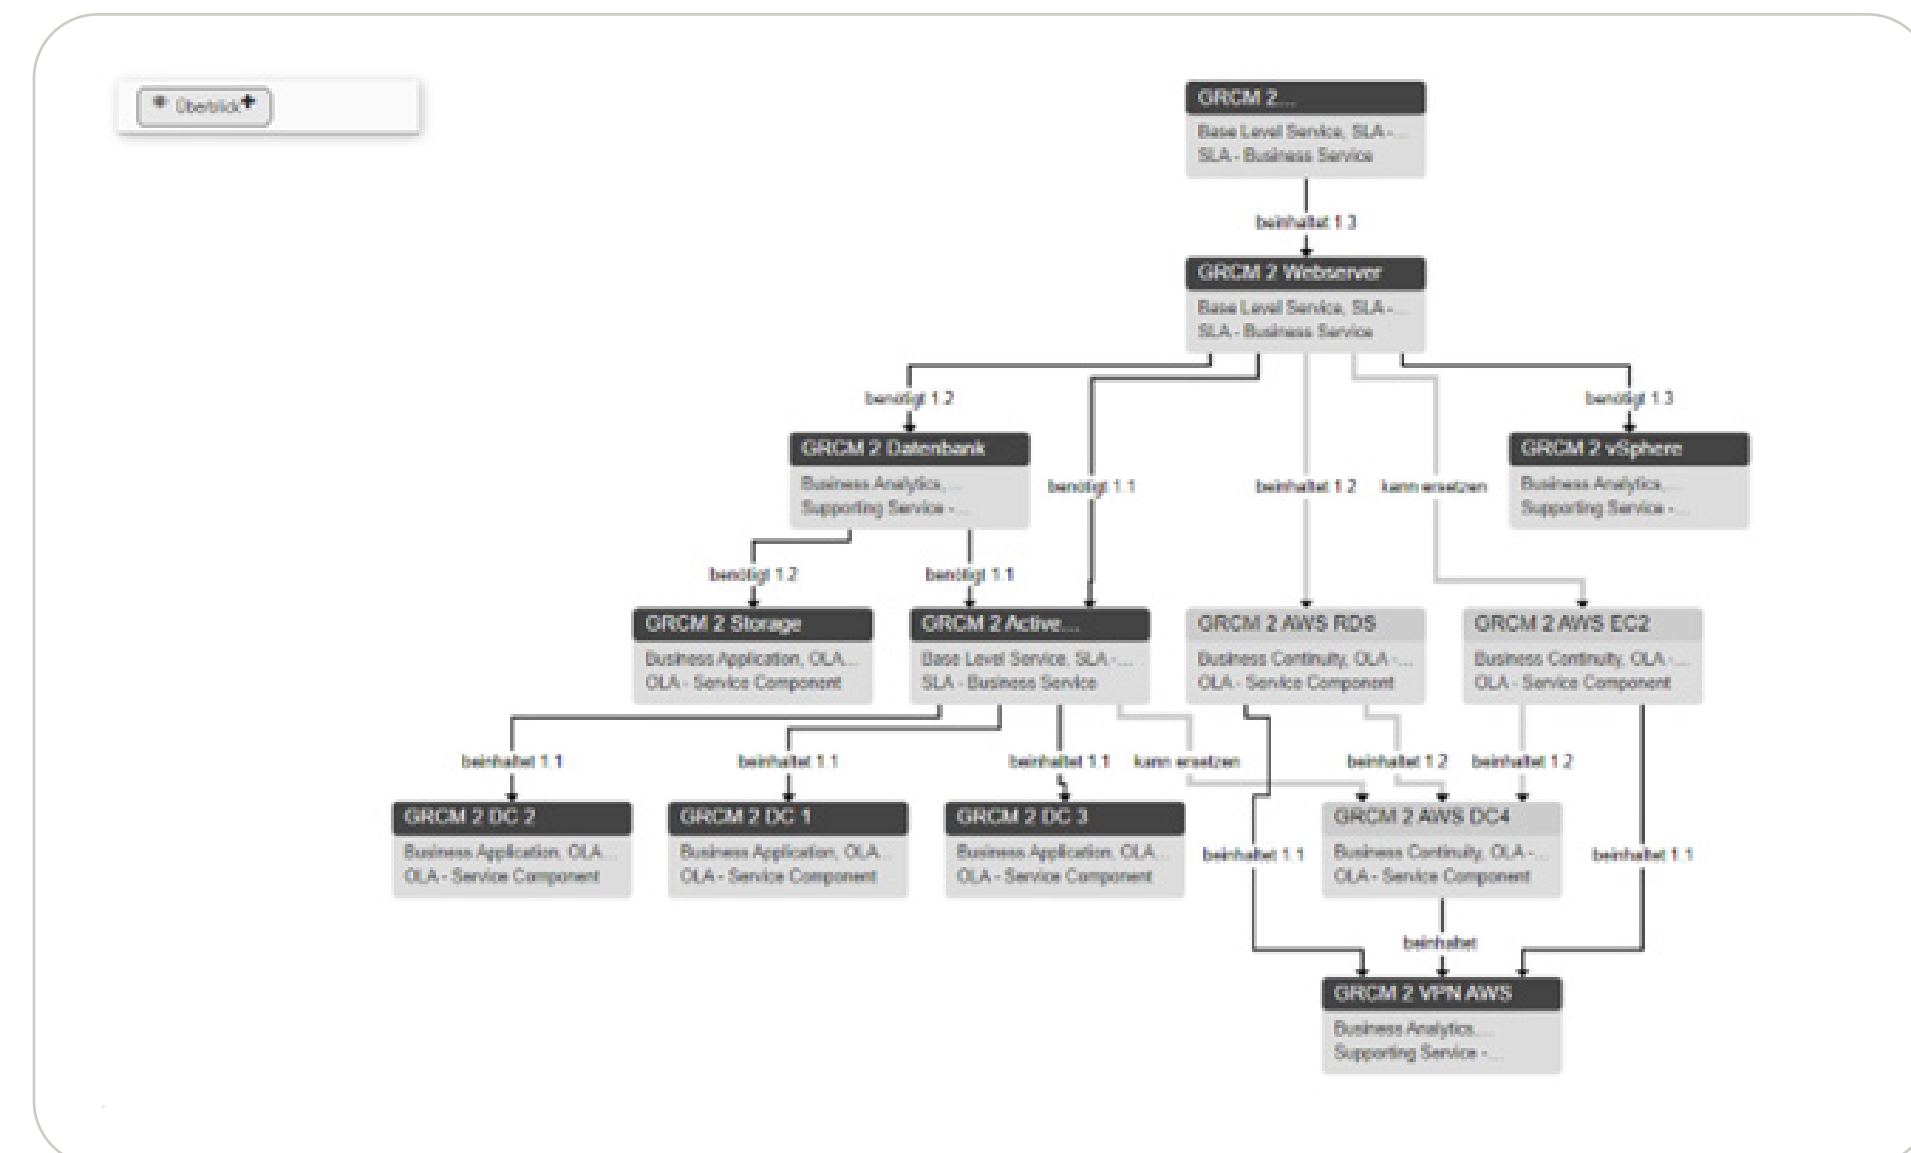 Überblick
GRCM 2...
Base Level Service, SLA -...
SLA - Business Service
beinhaltet 1.3
GRCM 2 Webserver
Base Level Service, SLA -...
SLA - Business Service
benötigt 1.2
benötigt 1.3
GRCM 2 Datenbank
Business Analytics,...
Supporting Service -...
benötigt 1.1
beinhaltet 1.2
kann ersetzen
GRCM 2 vSphere
Business Analytics,...
Supporting Service -...
benötigt 1.2
benötigt 1.1
GRCM 2 Storage
Business Application, OLA...
OLA - Service Component
GRCM 2 Active...
Base Level Service, SLA -...
SLA - Business Service
GRCM 2 AWS RDS
Business Continuity, OLA -...
OLA - Service Component
GRCM 2 AWS EC2
Business Continuity, OLA -...
OLA - Service Component
beinhaltet 1.1
beinhaltet 1.1
beinhaltet 1.1
kann ersetzen
beinhaltet 1.2
beinhaltet 1.2
GRCM 2 DC 2
Business Application, OLA...
OLA - Service Component
GRCM 2 DC 1
Business Application, OLA...
OLA - Service Component
GRCM 2 DC 3
Business Application, OLA...
OLA - Service Component
beinhaltet 1.1
GRCM 2 AWS DC4
Business Continuity, OLA -...
OLA - Service Component
beinhaltet 1.1
beinhaltet
GRCM 2 VPN AWS
Business Analytics,...
Supporting Service -...